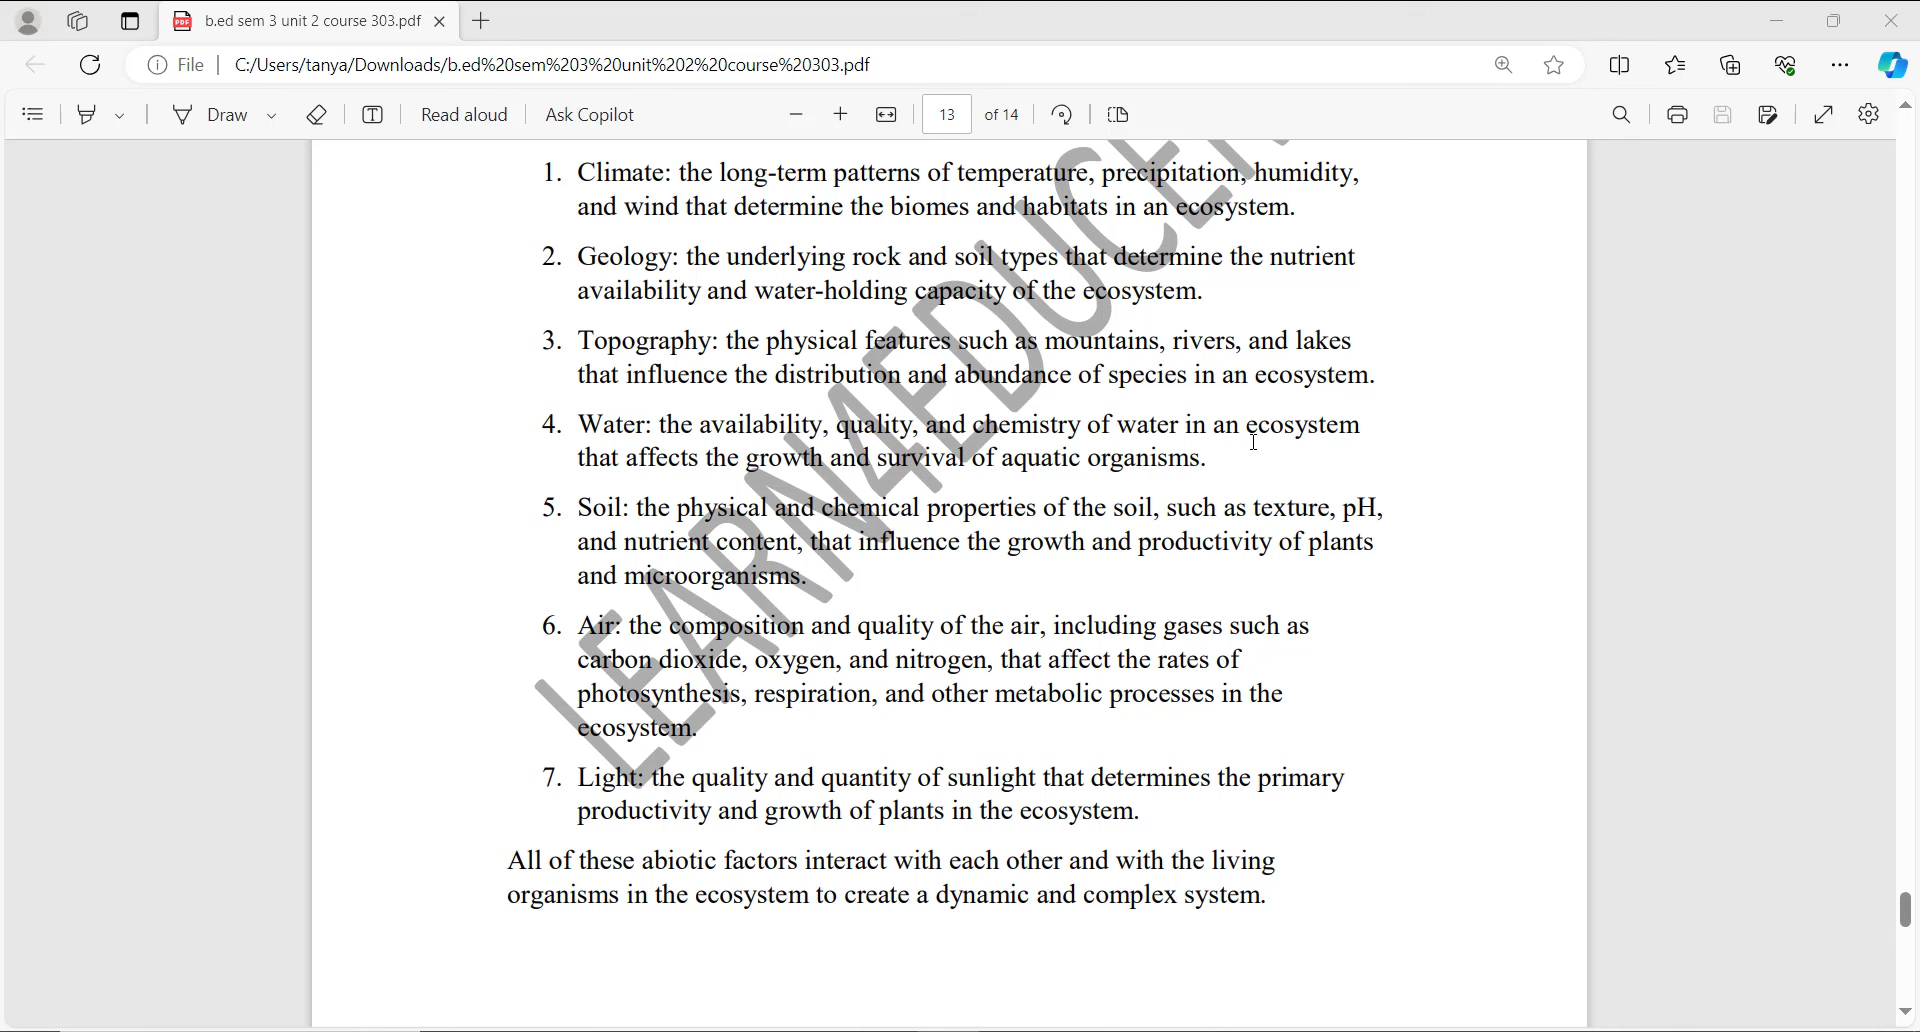 b.ed sem 3 unit 2 course 303.pdf
File C:/Users/tanya/Downloads/b.ed%20sem%203%20unit%202%20course%20303.pdf
Draw Read aloud Ask Copilot 13 of 14
1. Climate: the long-term patterns of temperature, precipitation, humidity,
and wind that determine the biomes and habitats in an ecosystem.
2. Geology: the underlying rock and soil types that determine the nutrient
availability and water-holding capacity of the ecosystem.
3. Topography: the physical features such as mountains, rivers, and lakes
that influence the distribution and abundance of species in an ecosystem.
4. Water: the availability, quality, and chemistry of water in an ecosystem
that affects the growth and survival of aquatic organisms.
5. Soil: the physical and chemical properties of the soil, such as texture, pH,
and nutrient content, that influence the growth and productivity of plants
and microorganisms.
6. Air: the composition and quality of the air, including gases such as
carbon dioxide, oxygen, and nitrogen, that affect the rates of
photosynthesis, respiration, and other metabolic processes in the
ecosystem.
7. Light: the quality and quantity of sunlight that determines the primary
productivity and growth of plants in the ecosystem.
All of these abiotic factors interact with each other and with the living
organisms in the ecosystem to create a dynamic and complex system.